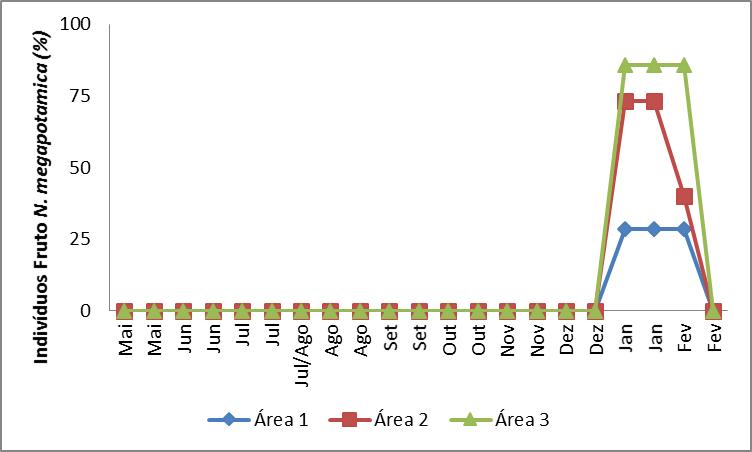 Indivíduos Fruto N. megapotamica (%)
100
75
50
25
0
Mai
Mai
Jun
Jun
Jul
Jul
Jul/Ago
Ago
Ago
Set
Set
Out
Out
Nov
Nov
Dez
Dez
Jan
Jan
Fev
Fev
Área 1
Área 2
Área 3